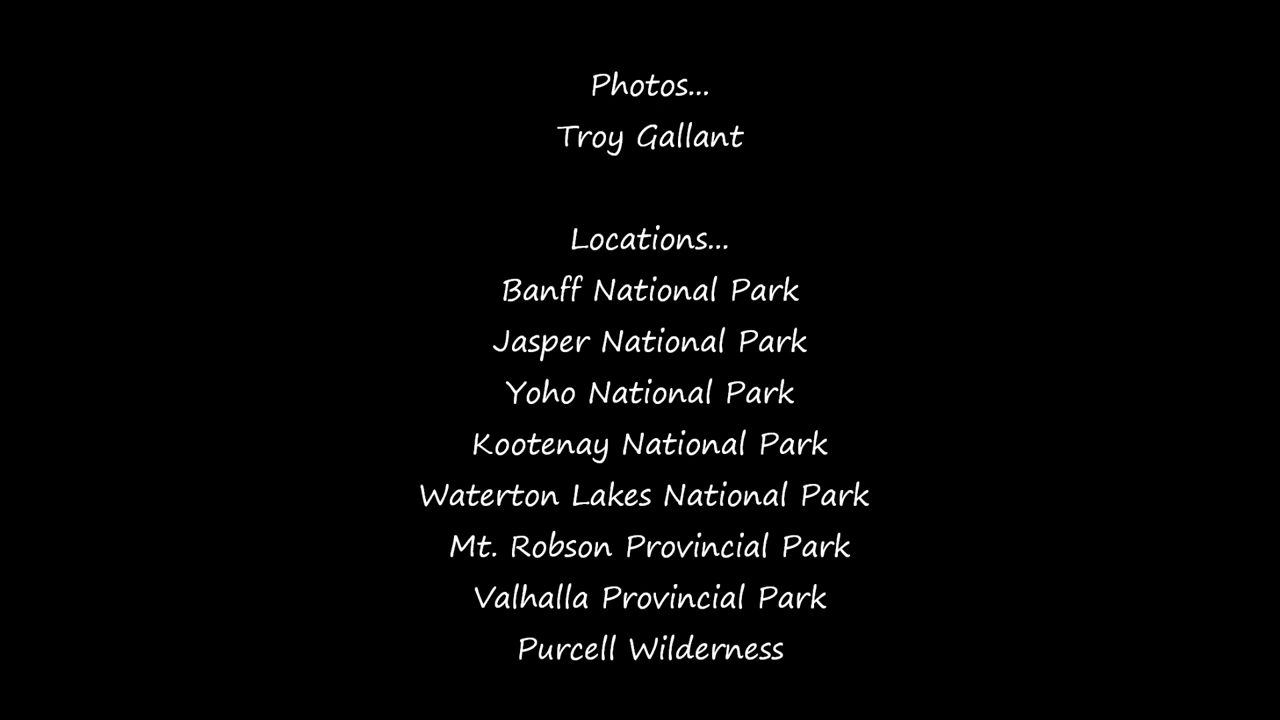 Photos...
Troy Gallant
Locations...
Banff National Park
Jasper National Park
Yoho National Park
Kootenay National Park
Waterton Lakes National Park
Mt. Robson Provincial Park
Valhalla Provincial Park
Purcell Wilderness